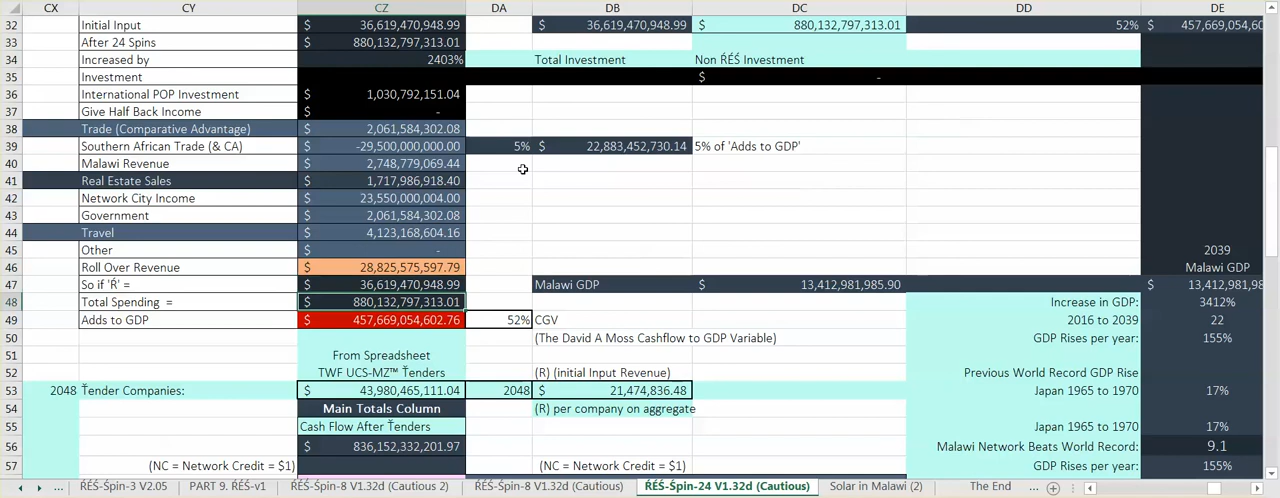 CX CY CZ DA DB DC DD DE
32 Initial Input $ 36,619,470,948.99 $ 36,619,470,948.99 $ 880,132,797,313.01 52% $ 457,669,054,60
33 After 24 Spins $ 880,132,797,313.01
34 Increased by 2403% Total Investment Non ŔÉŚ Investment
35 Investment $ -
36 International POP Investment $ 1,030,792,151.04
37 Give Half Back Income $ -
38 Trade (Comparative Advantage) $ 2,061,584,302.08
39 Southern African Trade (& CA) $ -29,500,000,000.00 5% $ 22,883,452,730.14 5% of 'Adds to GDP'
40 Malawi Revenue $ 2,748,779,069.44
41 Real Estate Sales $ 1,717,986,918.40
42 Network City Income $ 23,550,000,004.00
43 Government $ 2,061,584,302.08
44 Travel $ 4,123,168,604.16
45 Other $ - 2039
46 Roll Over Revenue $ 28,825,575,597.79 Malawi GDP
47 So if 'Ŕ' = $ 36,619,470,948.99 Malawi GDP $ 13,412,981,985.90 $ 13,412,981,98
48 Total Spending = $ 880,132,797,313.01 Increase in GDP: 3412%
49 Adds to GDP $ 457,669,054,602.76 52% CGV 2016 to 2039 22
50 (The David A Moss Cashflow to GDP Variable) GDP Rises per year: 155%
51 From Spreadsheet
52 TWF UCS-MZ™ Ťenders (R) (initial Input Revenue) Previous World Record GDP Rise
53 2048 Ťender Companies: $ 43,980,465,111.04 2048 $ 21,474,836.48 Japan 1965 to 1970 17%
54 Main Totals Column (R) per company on aggregate
55 Cash Flow After Ťenders Japan 1965 to 1970 17%
56 $ 836,152,332,201.97 Malawi Network Beats World Record: 9.1
57 (NC = Network Credit = $1) (NC = Network Credit = $1) GDP Rises per year: 155%
... ŔÉŚ-Śpin-3 V2.05 PART 9. ŔÉŚ-v1 ŔÉŚ-Śpin-8 V1.32d (Cautious 2) ŔÉŚ-Śpin-8 V1.32d (Cautious) ŔÉŚ-Śpin-24 V1.32d (Cautious) Solar in Malawi (2) The End ...